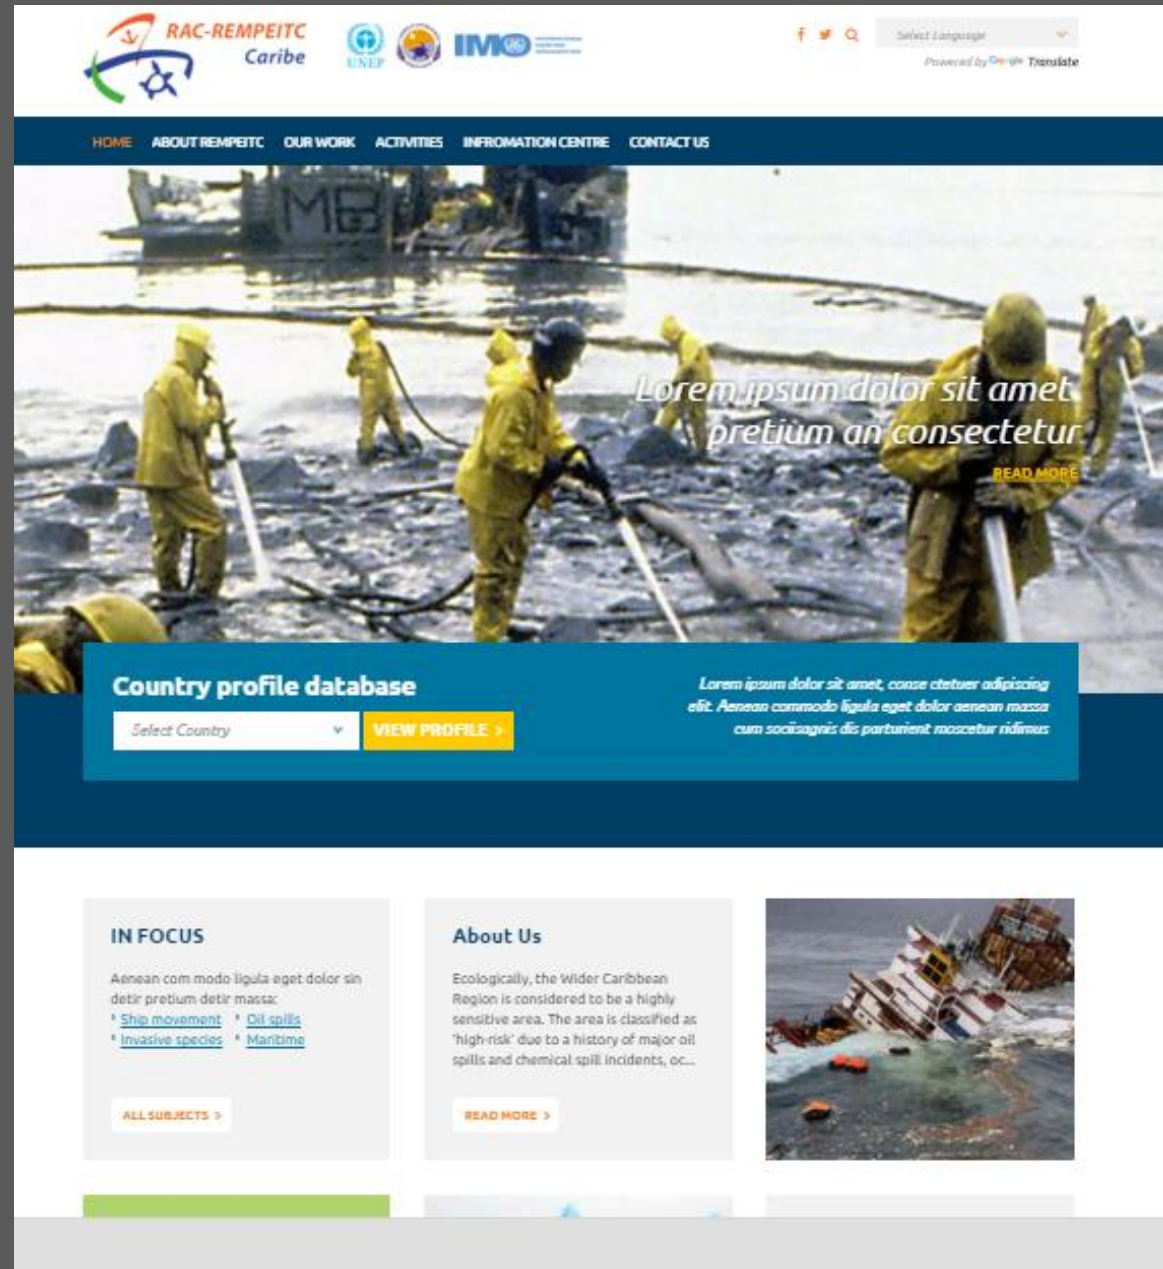 RAC-REMPEITC
Caribe
UNEP
IMO
Select Language
Powered by Google Translate
HOME ABOUT REMPEITC OUR WORK ACTIVITIES INFROMATION CENTRE CONTACT US
MB
Lorem ipsum dolor sit amet,
pretium an consectetur
READ MORE
Country profile database
Select Country
VIEW PROFILE >
Lorem ipsum dolor sit amet, conse ctetuer adipiscing
elit. Aenean commodo ligula eget dolor aenean massa
cum sociisagnis dis parturient moscetur ridimus
IN FOCUS
Aenean com modo ligula eget dolor sin
detir pretium detir massa:
Ship movement Oil spills
Invasive species Maritime
ALL SUBJECTS >
About Us
Ecologically, the Wider Caribbean
Region is considered to be a highly
sensitive area. The area is classified as
'high-risk' due to a history of major oil
spills and chemical spill incidents, oc...
READ MORE >